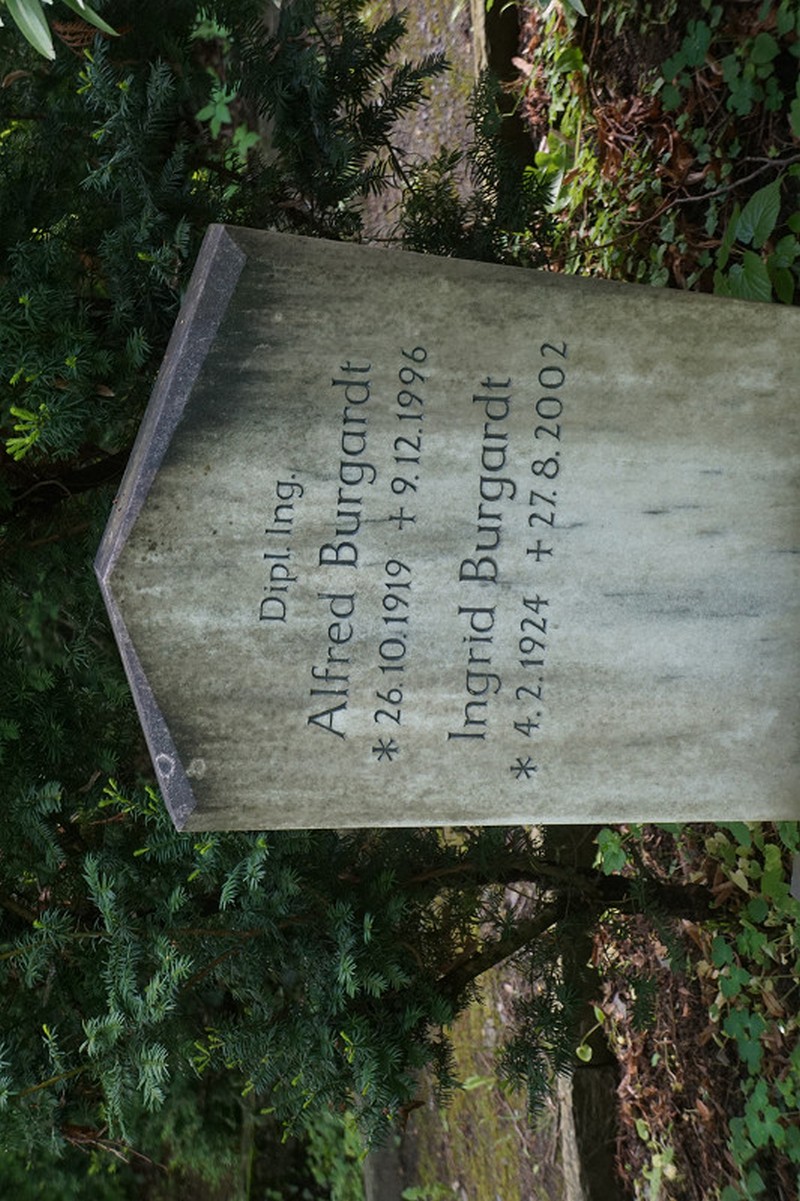 Dipl. Ing.
Alfred Burgardt
* 26.10.1919 † 9.12.1996
Ingrid Burgardt
* 4.2.1924 † 27.8.2002